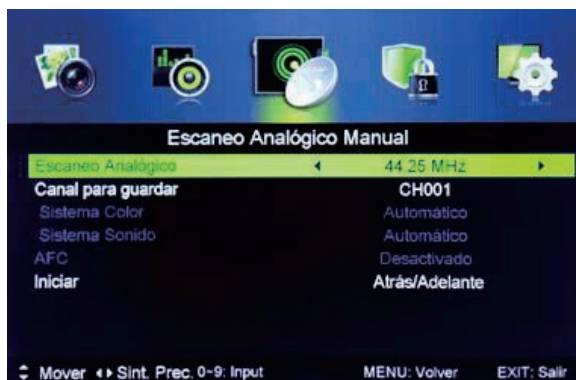 Escaneo Analógico Manual
Escaneo Analógico 44.25 MHz
Canal para guardar CH001
Sistema Color Automático
Sistema Sonido Automático
AFC Desactivado
Iniciar Atrás/Adelante
Mover Sint. Prec. 0~9: Input MENU: Volver EXIT: Salir